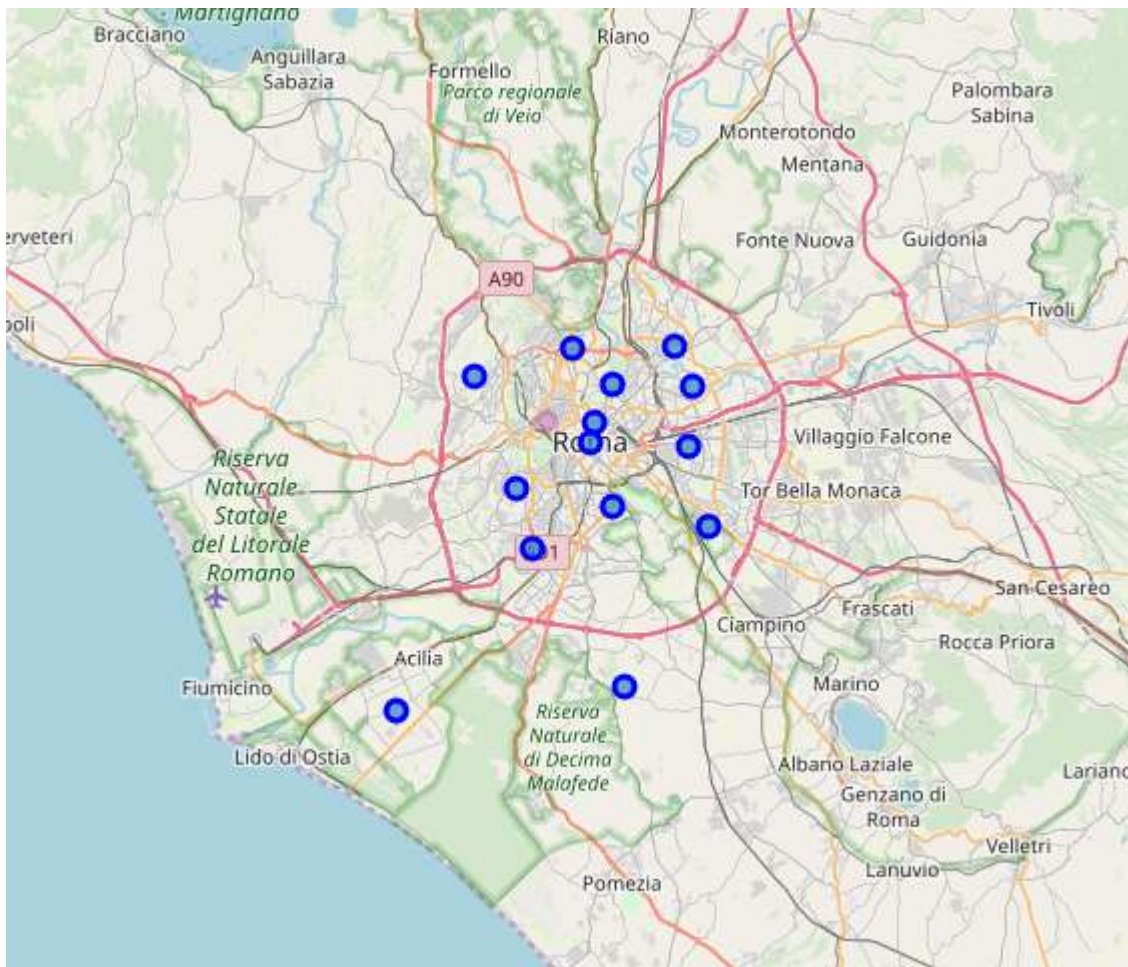 Martignano
Bracciano
Riano
Anguillara
Sabazia
Formello
Parco regionale
di Veio
Palombara
Sabina
Monterotondo
Mentana
erveteri
Fonte Nuova
Guidonia
A90
Tivoli
poli
Roma
Villaggio Falcone
Riserva
Naturale
Statale
del Litorale
Romano
Tor Bella Monaca
1
San Cesareo
Frascati
Ciampino
Rocca Priora
Acilia
Fiumicino
Marino
Riserva
Naturale
di Decima
Malafede
Lido di Ostia
Albano Laziale
Lariano
Genzano di
Roma
Velletri
Lanuvio
Pomezia